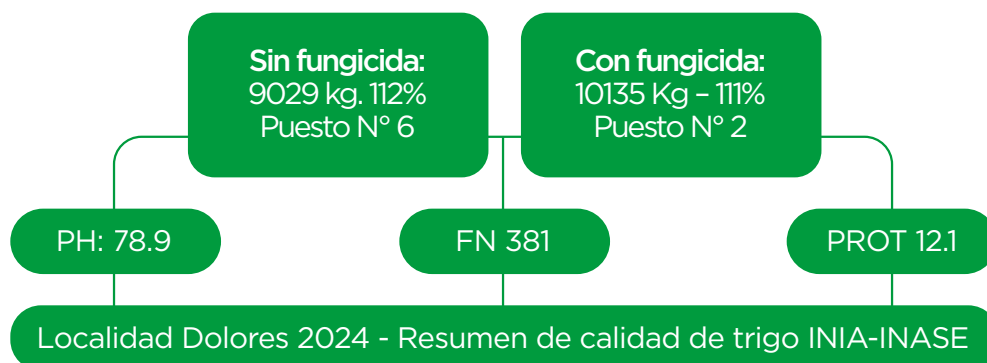 Sin fungicida:
9029 kg. 112%
Puesto N° 6
Con fungicida:
10135 Kg – 111%
Puesto N° 2
PH: 78.9
FN 381
PROT 12.1
Localidad Dolores 2024 - Resumen de calidad de trigo INIA-INASE